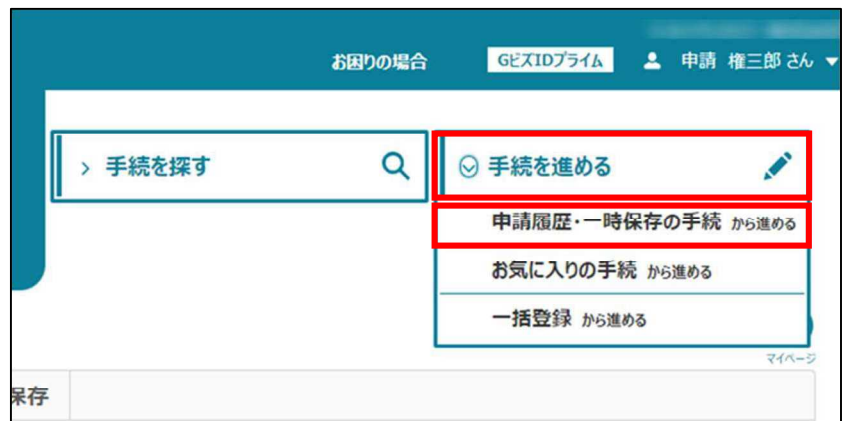 お困りの場合 GビズIDプライム 申請 権三郎 さん ▼
› 手続を探す
手続を進める
申請履歴・一時保存の手続 から進める
お気に入りの手続 から進める
一括登録 から進める
マイページ
保存